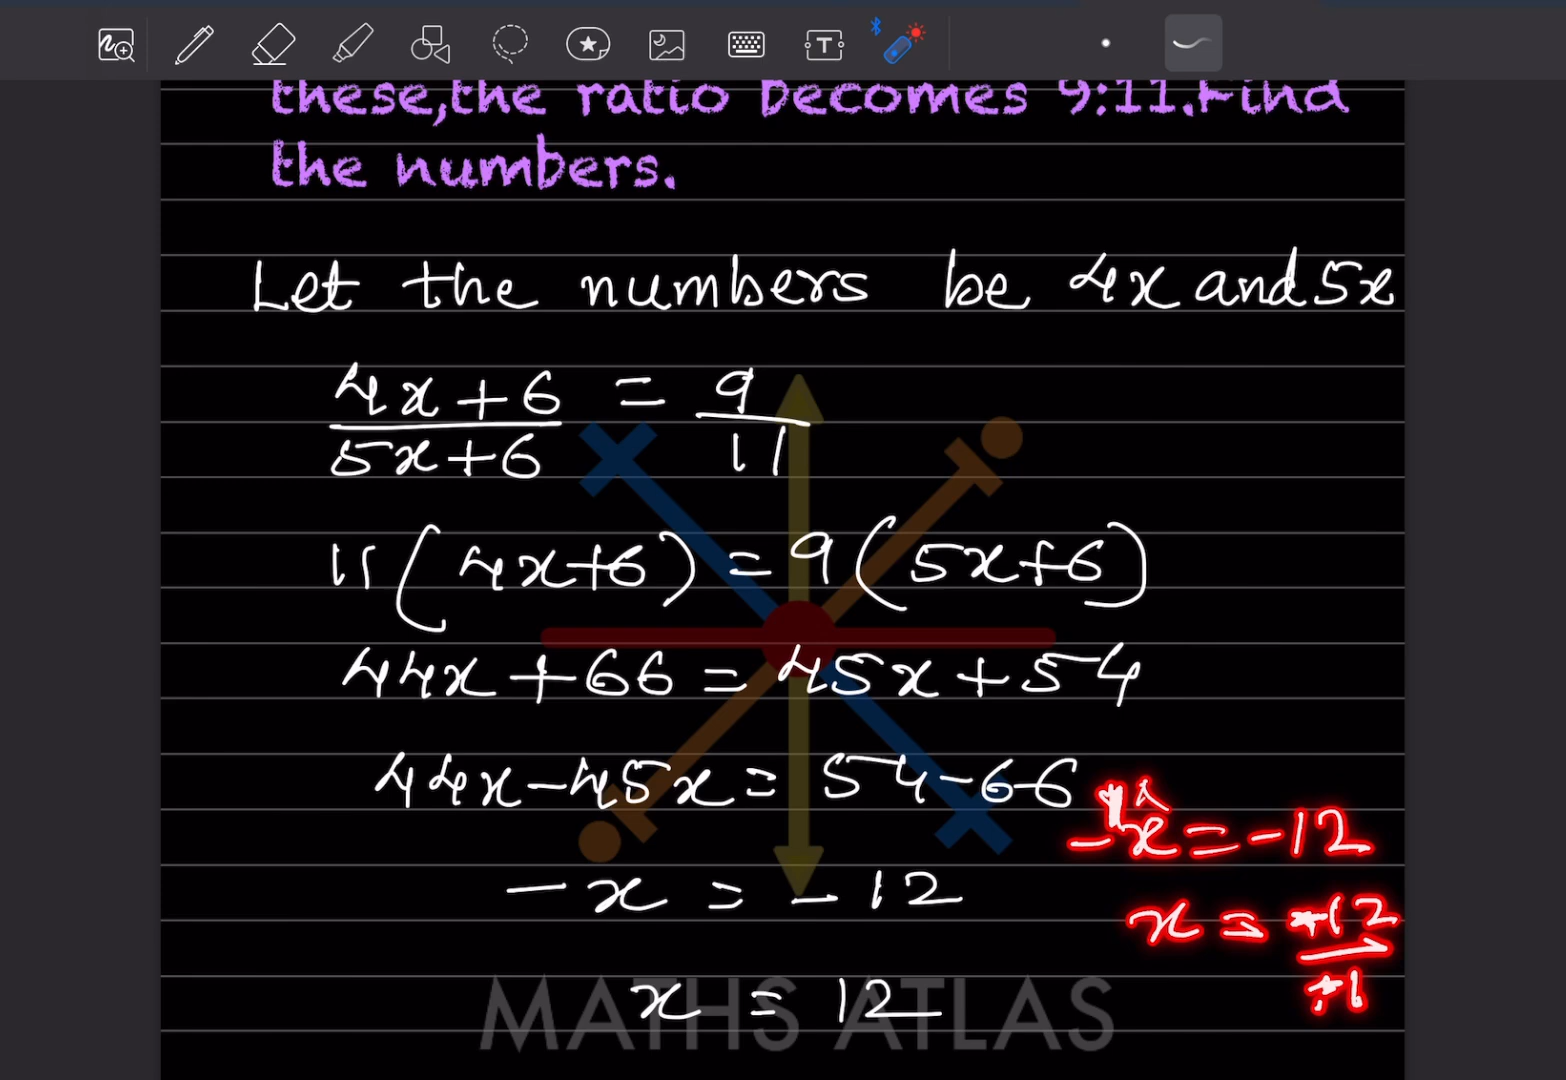 these,the ratio becomes 9:11.Find
the numbers.
Let the numbers be 4x and 5x
4x+6 = 9
5x+6 11
11(4x+6)=9(5x+6)
44x+66=45x+54
44x-45x=54-66
-1x=-12
-x = -12
x = -12
-1
x = 12
MATHS ATLAS